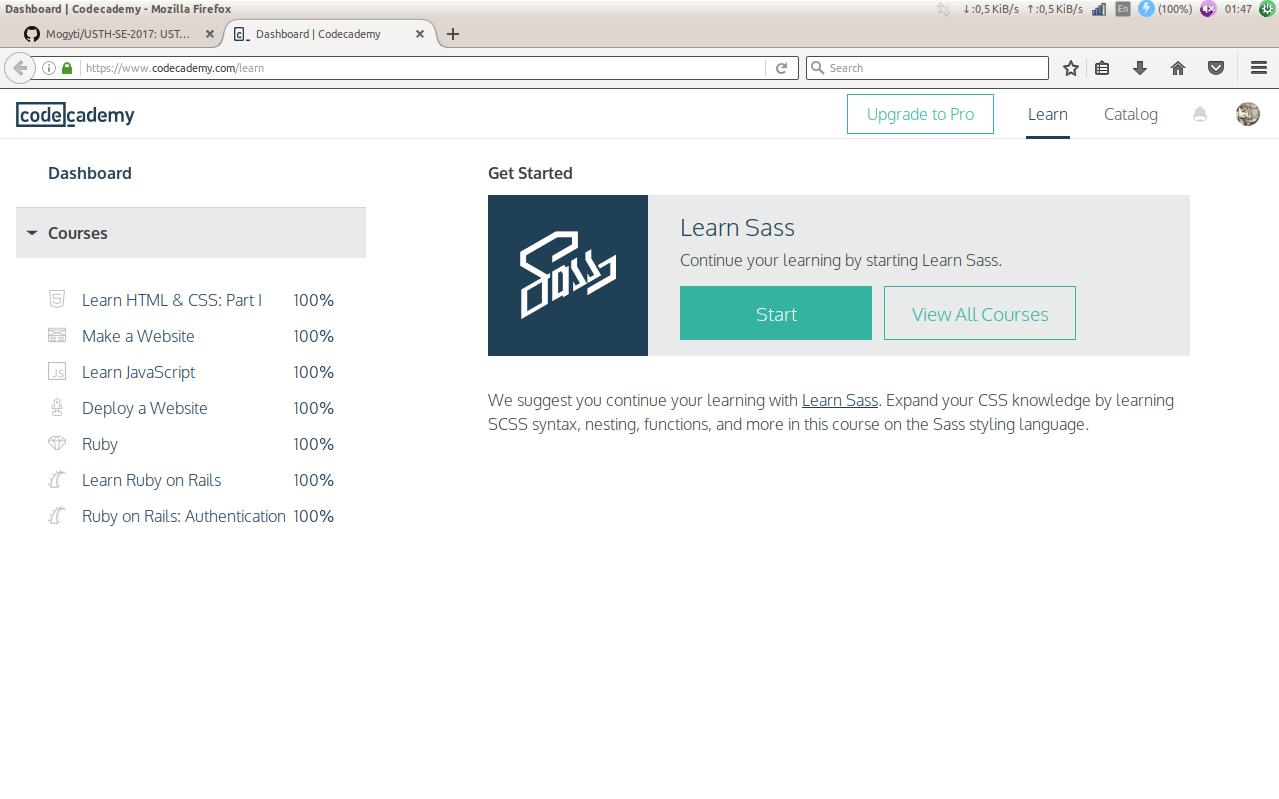 Dashboard | Codecademy - Mozilla Firefox
↓:0,5 KiB/s ↑:0,5 KiB/s En (100%) 01:47
Mogyti/USTH-SE-2017: UST... Dashboard | Codecademy
https://www.codecademy.com/learn Search
codecademy Upgrade to Pro Learn Catalog
Dashboard
Courses
Learn HTML & CSS: Part I 100%
Make a Website 100%
JS Learn JavaScript 100%
Deploy a Website 100%
Ruby 100%
Learn Ruby on Rails 100%
Ruby on Rails: Authentication 100%
Get Started
Sass
Learn Sass
Continue your learning by starting Learn Sass.
Start View All Courses
We suggest you continue your learning with Learn Sass. Expand your CSS knowledge by learning
SCSS syntax, nesting, functions, and more in this course on the Sass styling language.